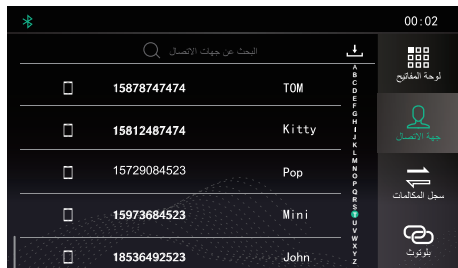 00:02
البحث عن جهات الاتصال
15878747474 TOM
15812487474 Kitty
15729084523 Pop
15973684523 Mini
18536492523 John
A
B
C
D
E
F
G
H
I
J
K
L
M
N
O
P
Q
R
S
T
U
V
W
X
Y
Z
لوحة المفاتيح
جهة الاتصال
سجل المكالمات
بلوتوث